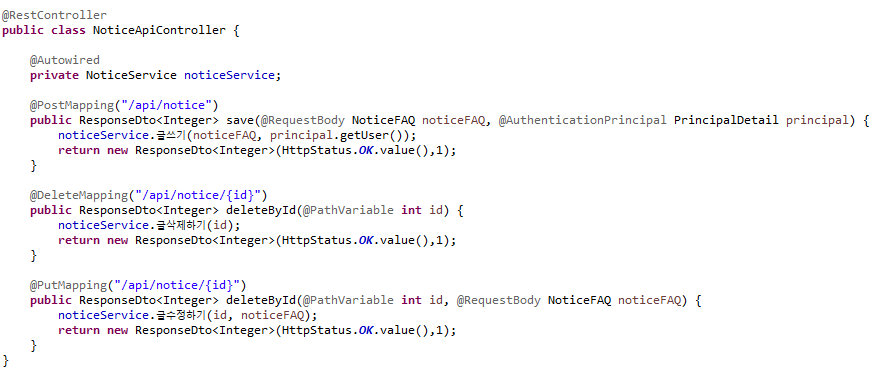 @RestController
public class NoticeApiController {
@Autowired
private NoticeService noticeService;
@PostMapping("/api/notice")
public ResponseDto<Integer> save(@RequestBody NoticeFAQ noticeFAQ, @AuthenticationPrincipal PrincipalDetail principal) {
noticeService.글쓰기(noticeFAQ, principal.getUser());
return new ResponseDto<Integer>(HttpStatus.OK.value(),1);
}
@DeleteMapping("/api/notice/{id}")
public ResponseDto<Integer> deleteById(@PathVariable int id) {
noticeService.글삭제하기(id);
return new ResponseDto<Integer>(HttpStatus.OK.value(),1);
}
@PutMapping("/api/notice/{id}")
public ResponseDto<Integer> deleteById(@PathVariable int id, @RequestBody NoticeFAQ noticeFAQ) {
noticeService.글수정하기(id, noticeFAQ);
return new ResponseDto<Integer>(HttpStatus.OK.value(),1);
}
}